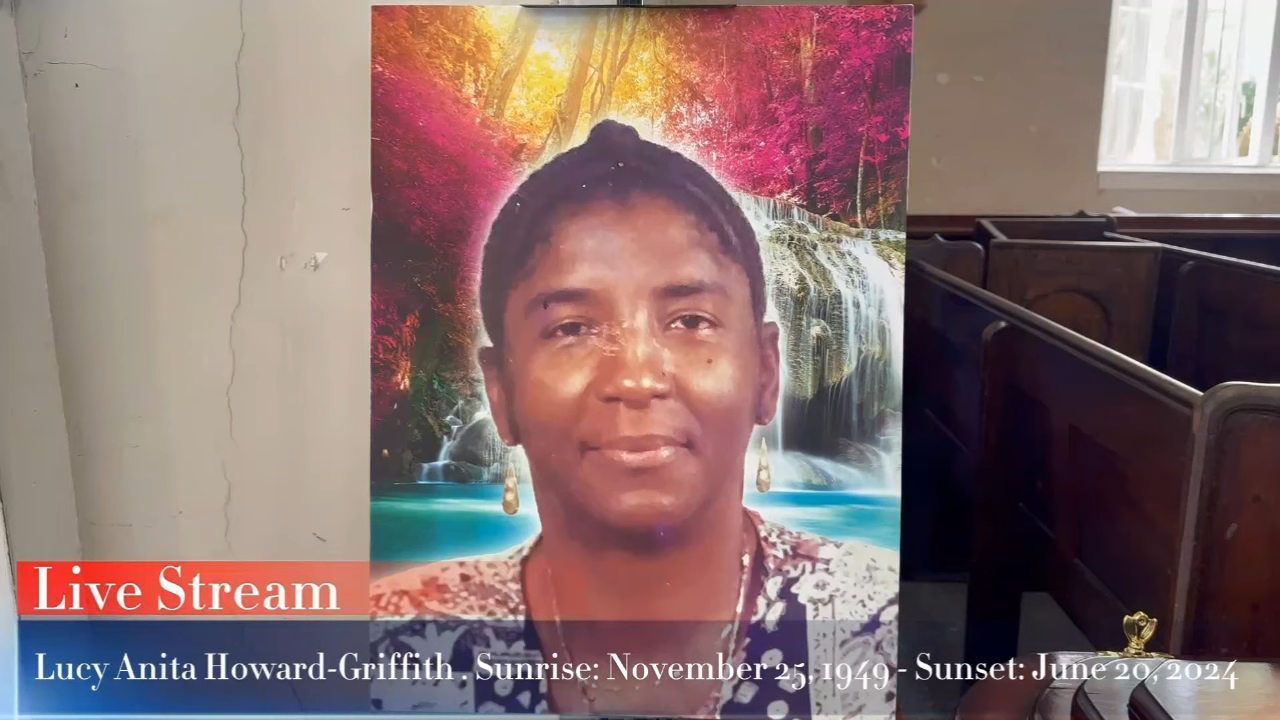 Live Stream
Lucy Anita Howard-Griffith . Sunrise: November 25, 1949 - Sunset: June 20, 2024